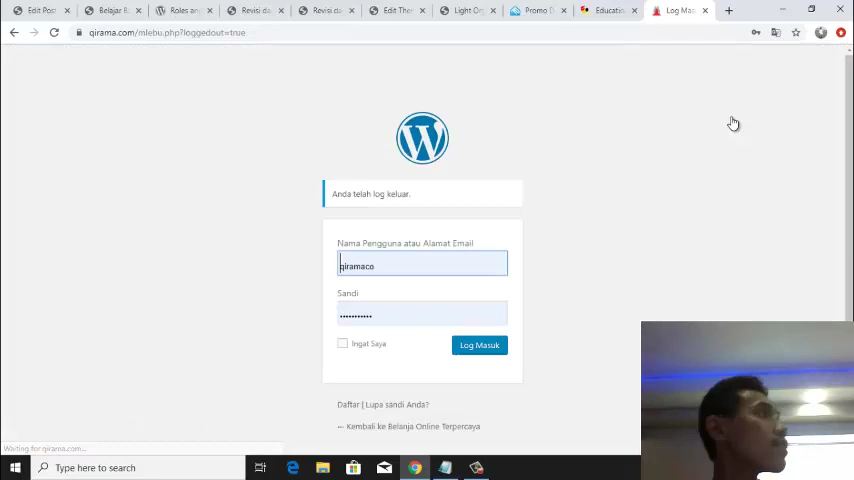 Edit Post
Belajar B
Roles an
Revisi da
Revisi da
Edit Ther
Light Or
Promo D
Educatio
Log Mas
qirama.com/mlebu.php?loggedout=true
Anda telah log keluar.
Nama Pengguna atau Alamat Email
qiramaco
Sandi
•••••••••••
Ingat Saya
Log Masuk
Daftar | Lupa sandi Anda?
← Kembali ke Belanja Online Terpercaya
Waiting for qirama.com...
Type here to search